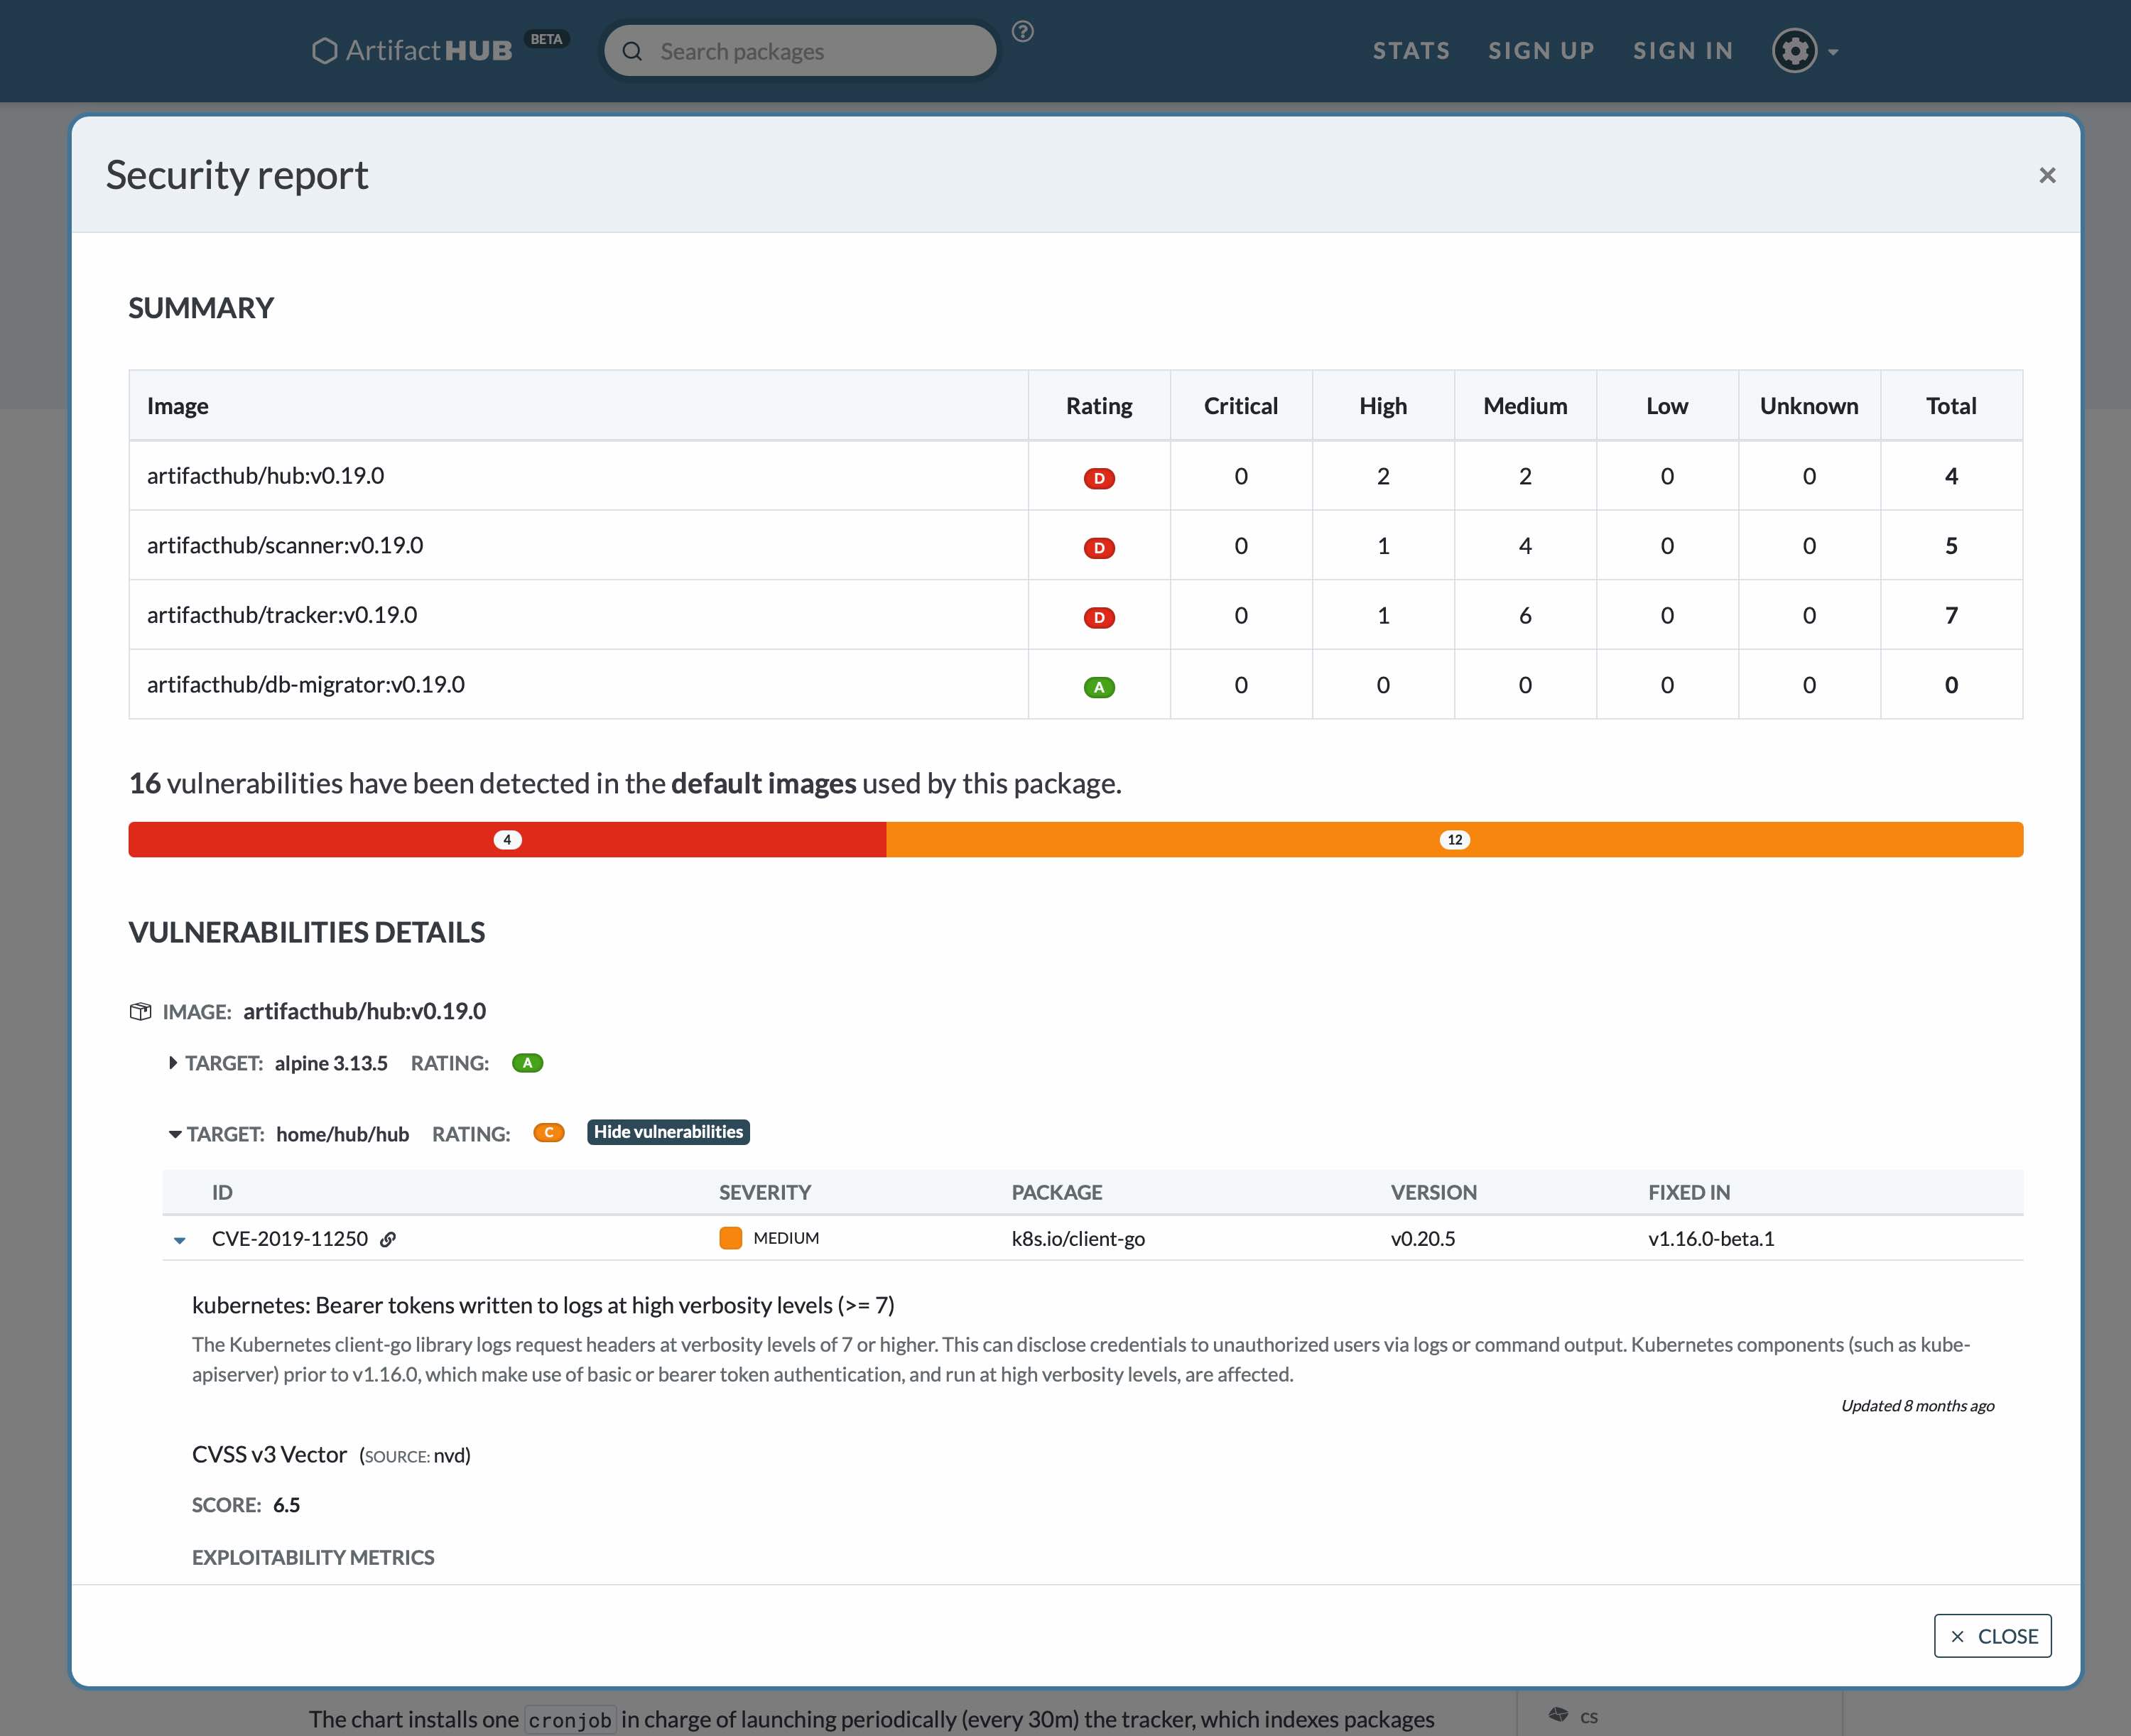 ArtifactHUB BETA Search packages ? STATS SIGN UP SIGN IN
Security report ×
SUMMARY
Image Rating Critical High Medium Low Unknown Total
artifacthub/hub:v0.19.0 D 0 2 2 0 0 4
artifacthub/scanner:v0.19.0 D 0 1 4 0 0 5
artifacthub/tracker:v0.19.0 D 0 1 6 0 0 7
artifacthub/db-migrator:v0.19.0 A 0 0 0 0 0 0
16 vulnerabilities have been detected in the default images used by this package.
4 12
VULNERABILITIES DETAILS
IMAGE: artifacthub/hub:v0.19.0
TARGET: alpine 3.13.5 RATING: A
TARGET: home/hub/hub RATING: C Hide vulnerabilities
ID SEVERITY PACKAGE VERSION FIXED IN
CVE-2019-11250 MEDIUM k8s.io/client-go v0.20.5 v1.16.0-beta.1
kubernetes: Bearer tokens written to logs at high verbosity levels (>= 7)
The Kubernetes client-go library logs request headers at verbosity levels of 7 or higher. This can disclose credentials to unauthorized users via logs or command output. Kubernetes components (such as kube-
apiserver) prior to v1.16.0, which make use of basic or bearer token authentication, and run at high verbosity levels, are affected.
Updated 8 months ago
CVSS v3 Vector (SOURCE: nvd)
SCORE: 6.5
EXPLOITABILITY METRICS
× CLOSE
The chart installs one cronjob in charge of launching periodically (every 30m) the tracker, which indexes packages
cs